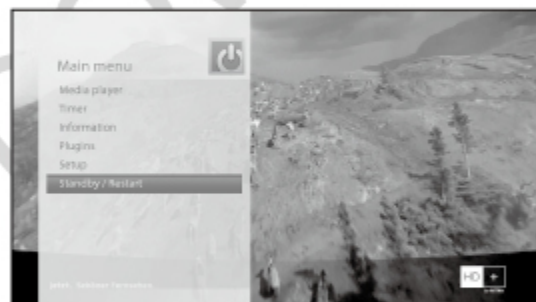 Main menu
Media player
Timer
Information
Plugins
Setup
Standby / Restart
HD +